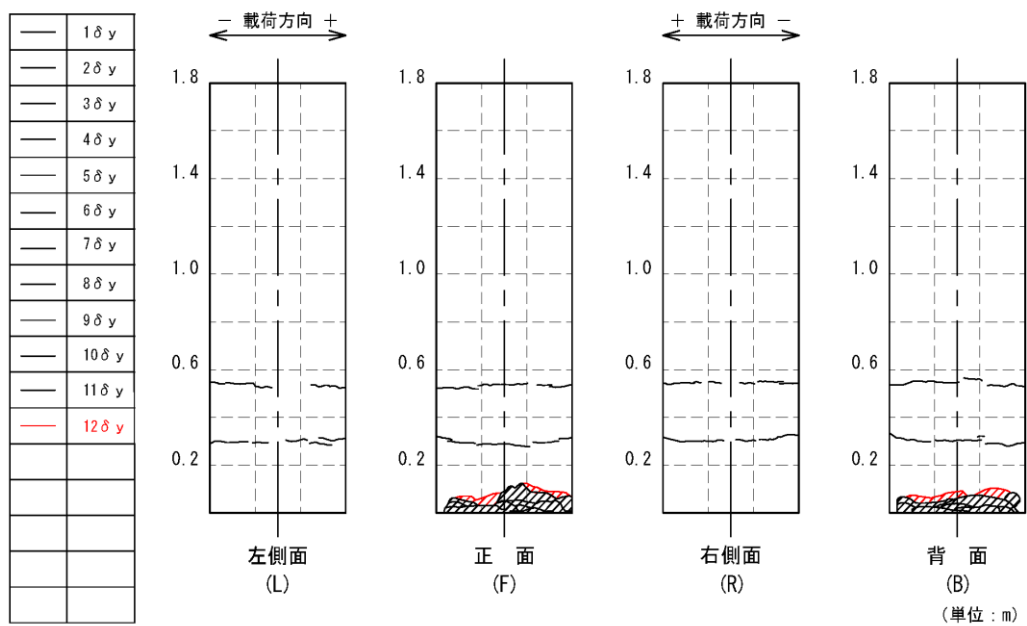 1δy
2δy
3δy
4δy
5δy
6δy
7δy
8δy
9δy
10δy
11δy
12δy
− 載荷方向 +
1.8
1.4
1.0
0.6
0.2
左側面
(L)
1.8
1.4
1.0
0.6
0.2
正 面
(F)
+ 載荷方向 −
1.8
1.4
1.0
0.6
0.2
右側面
(R)
1.8
1.4
1.0
0.6
0.2
背 面
(B)
(単位:m)